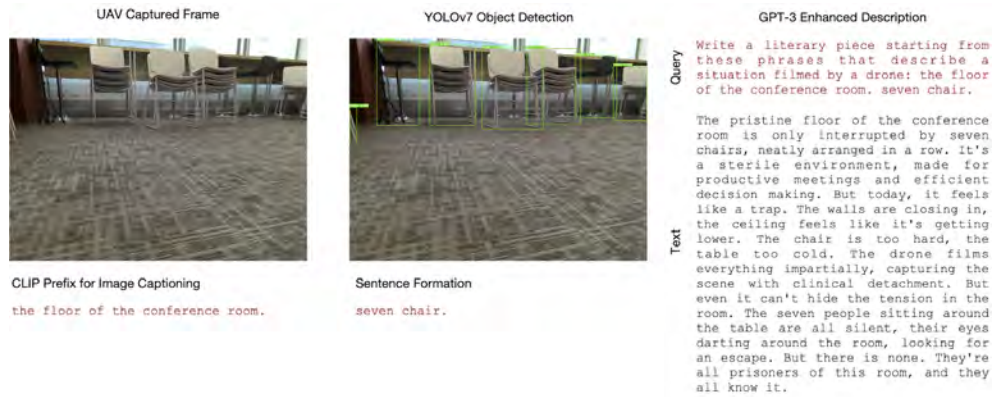 UAV Captured Frame
YOLOv7 Object Detection
GPT-3 Enhanced Description
CLIP Prefix for Image Captioning
the floor of the conference room.
Sentence Formation
seven chair.
Query
Write a literary piece starting from
these phrases that describe a
situation filmed by a drone: the floor
of the conference room. seven chair.
Text
The pristine floor of the conference
room is only interrupted by seven
chairs, neatly arranged in a row. It's
a sterile environment, made for
productive meetings and efficient
decision making. But today, it feels
like a trap. The walls are closing in,
the ceiling feels like it's getting
lower. The chair is too hard, the
table too cold. The drone films
everything impartially, capturing the
scene with clinical detachment. But
even it can't hide the tension in the
room. The seven people sitting around
the table are all silent, their eyes
darting around the room, looking for
an escape. But there is none. They're
all prisoners of this room, and they
all know it.